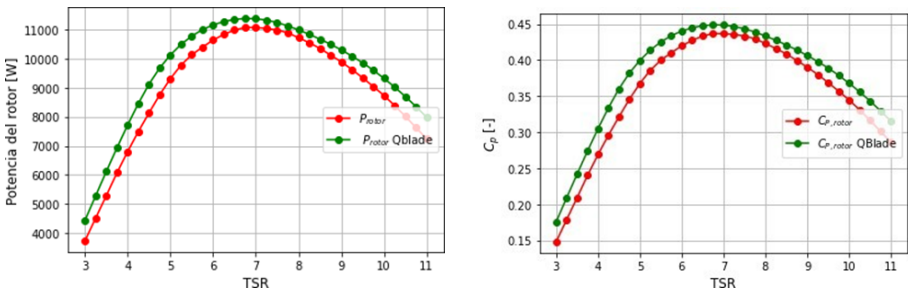 Potencia del rotor [W]
11000
10000
9000
8000
7000
6000
5000
4000
P_rotor
P_rotor Qblade
3 4 5 6 7 8 9 10 11
TSR
C_p [-]
0.45
0.40
0.35
0.30
0.25
0.20
0.15
C_P,rotor
C_P,rotor QBlade
3 4 5 6 7 8 9 10 11
TSR